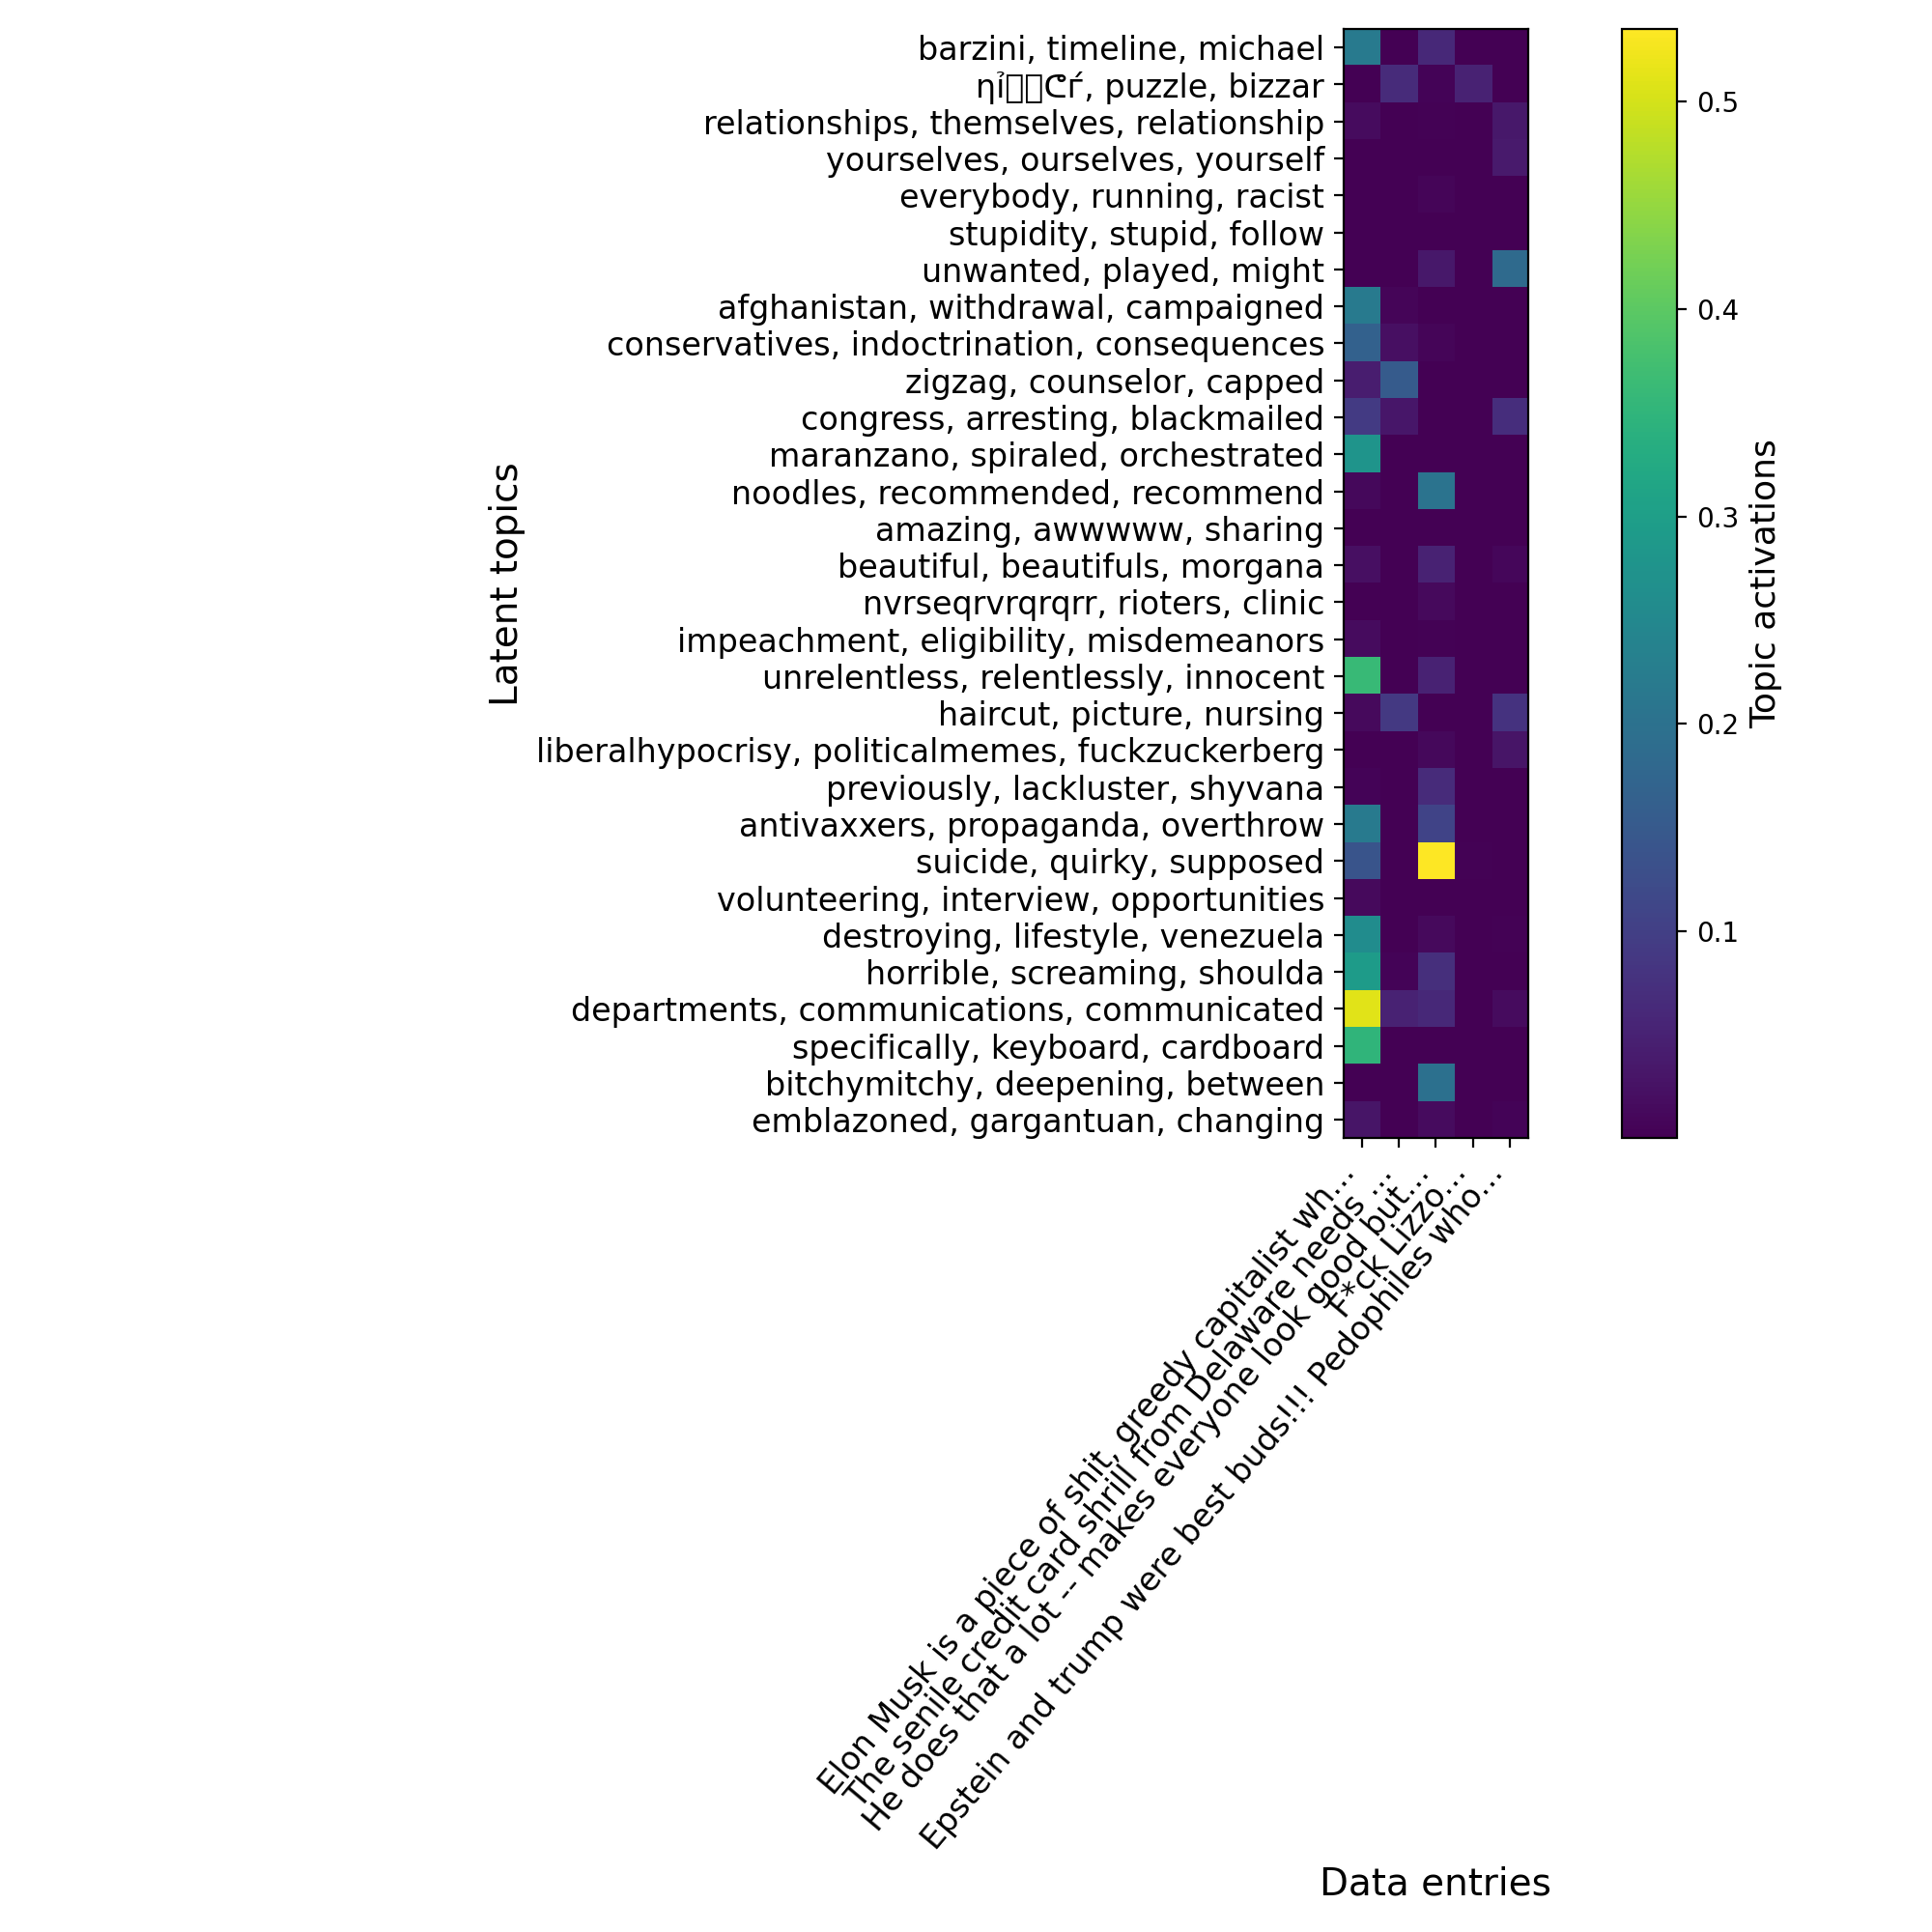 barzini, timeline, michael
puzzle, bizzar
relationships, themselves, relationship
yourselves, ourselves, yourself
everybody, running, racist
stupidity, stupid, follow
unwanted, played, might
afghanistan, withdrawal, campaigned
conservatives, indoctrination, consequences
zigzag, counselor, capped
congress, arresting, blackmailed
maranzano, spiraled, orchestrated
noodles, recommended, recommend
amazing, awwwww, sharing
beautiful, beautifuls, morgana
nvrseqrvrqrqrr, rioters, clinic
impeachment, eligibility, misdemeanors
unrelentless, relentlessly, innocent
haircut, picture, nursing
liberalhypocrisy, politicalmemes, fuckzuckerberg
previously, lackluster, shyvana
antivaxxers, propaganda, overthrow
suicide, quirky, supposed
volunteering, interview, opportunities
destroying, lifestyle, venezuela
horrible, screaming, shoulda
departments, communications, communicated
specifically, keyboard, cardboard
bitchymitchy, deepening, between
emblazoned, gargantuan, changing
Latent topics
Elon Musk is a piece of shit, greedy capitalist wh...
The senile credit card shrill from Delaware needs ...
He does that a lot -- makes everyone look good but...
F*ck Lizzo...
Epstein and trump were best buds!!! Pedophiles who...
Data entries
0.5
0.4
0.3
0.2
0.1
Topic activations